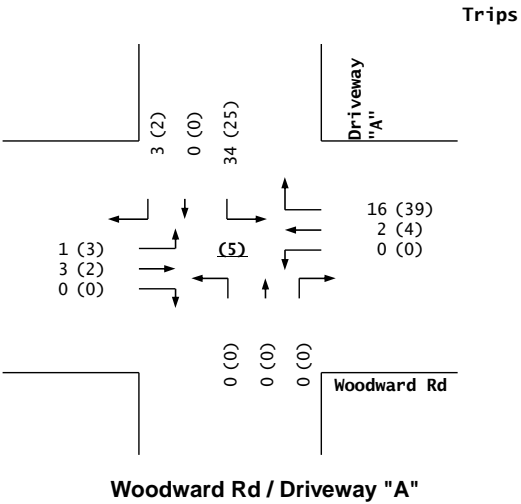 Trips
Driveway
"A"
3 (2)
0 (0)
34 (25)
16 (39)
2 (4)
0 (0)
1 (3)
3 (2)
0 (0)
(5)
0 (0)
0 (0)
0 (0)
Woodward Rd
Woodward Rd / Driveway "A"